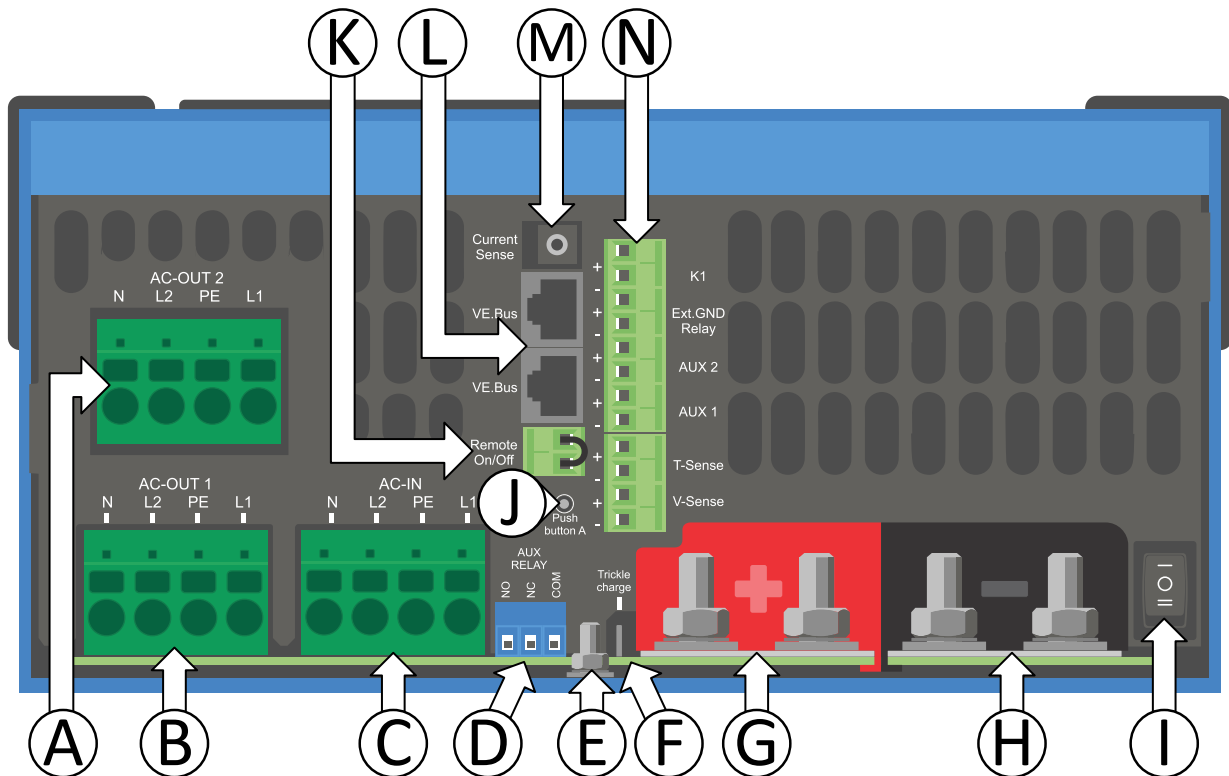 K L M N
Current
Sense
AC-OUT 2
N L2 PE L1
VE.Bus
VE.Bus
+
-
+
-
+
-
+
-
K1
Ext.GND
Relay
AUX 2
AUX 1
Remote
On/Off
+
-
+
-
T-Sense
V-Sense
AC-OUT 1
N L2 PE L1
AC-IN
N L2 PE L1
J
Push
button A
AUX
RELAY
NO NC COM
Trickle
charge
+ -
I O II
A B C D E F G H I